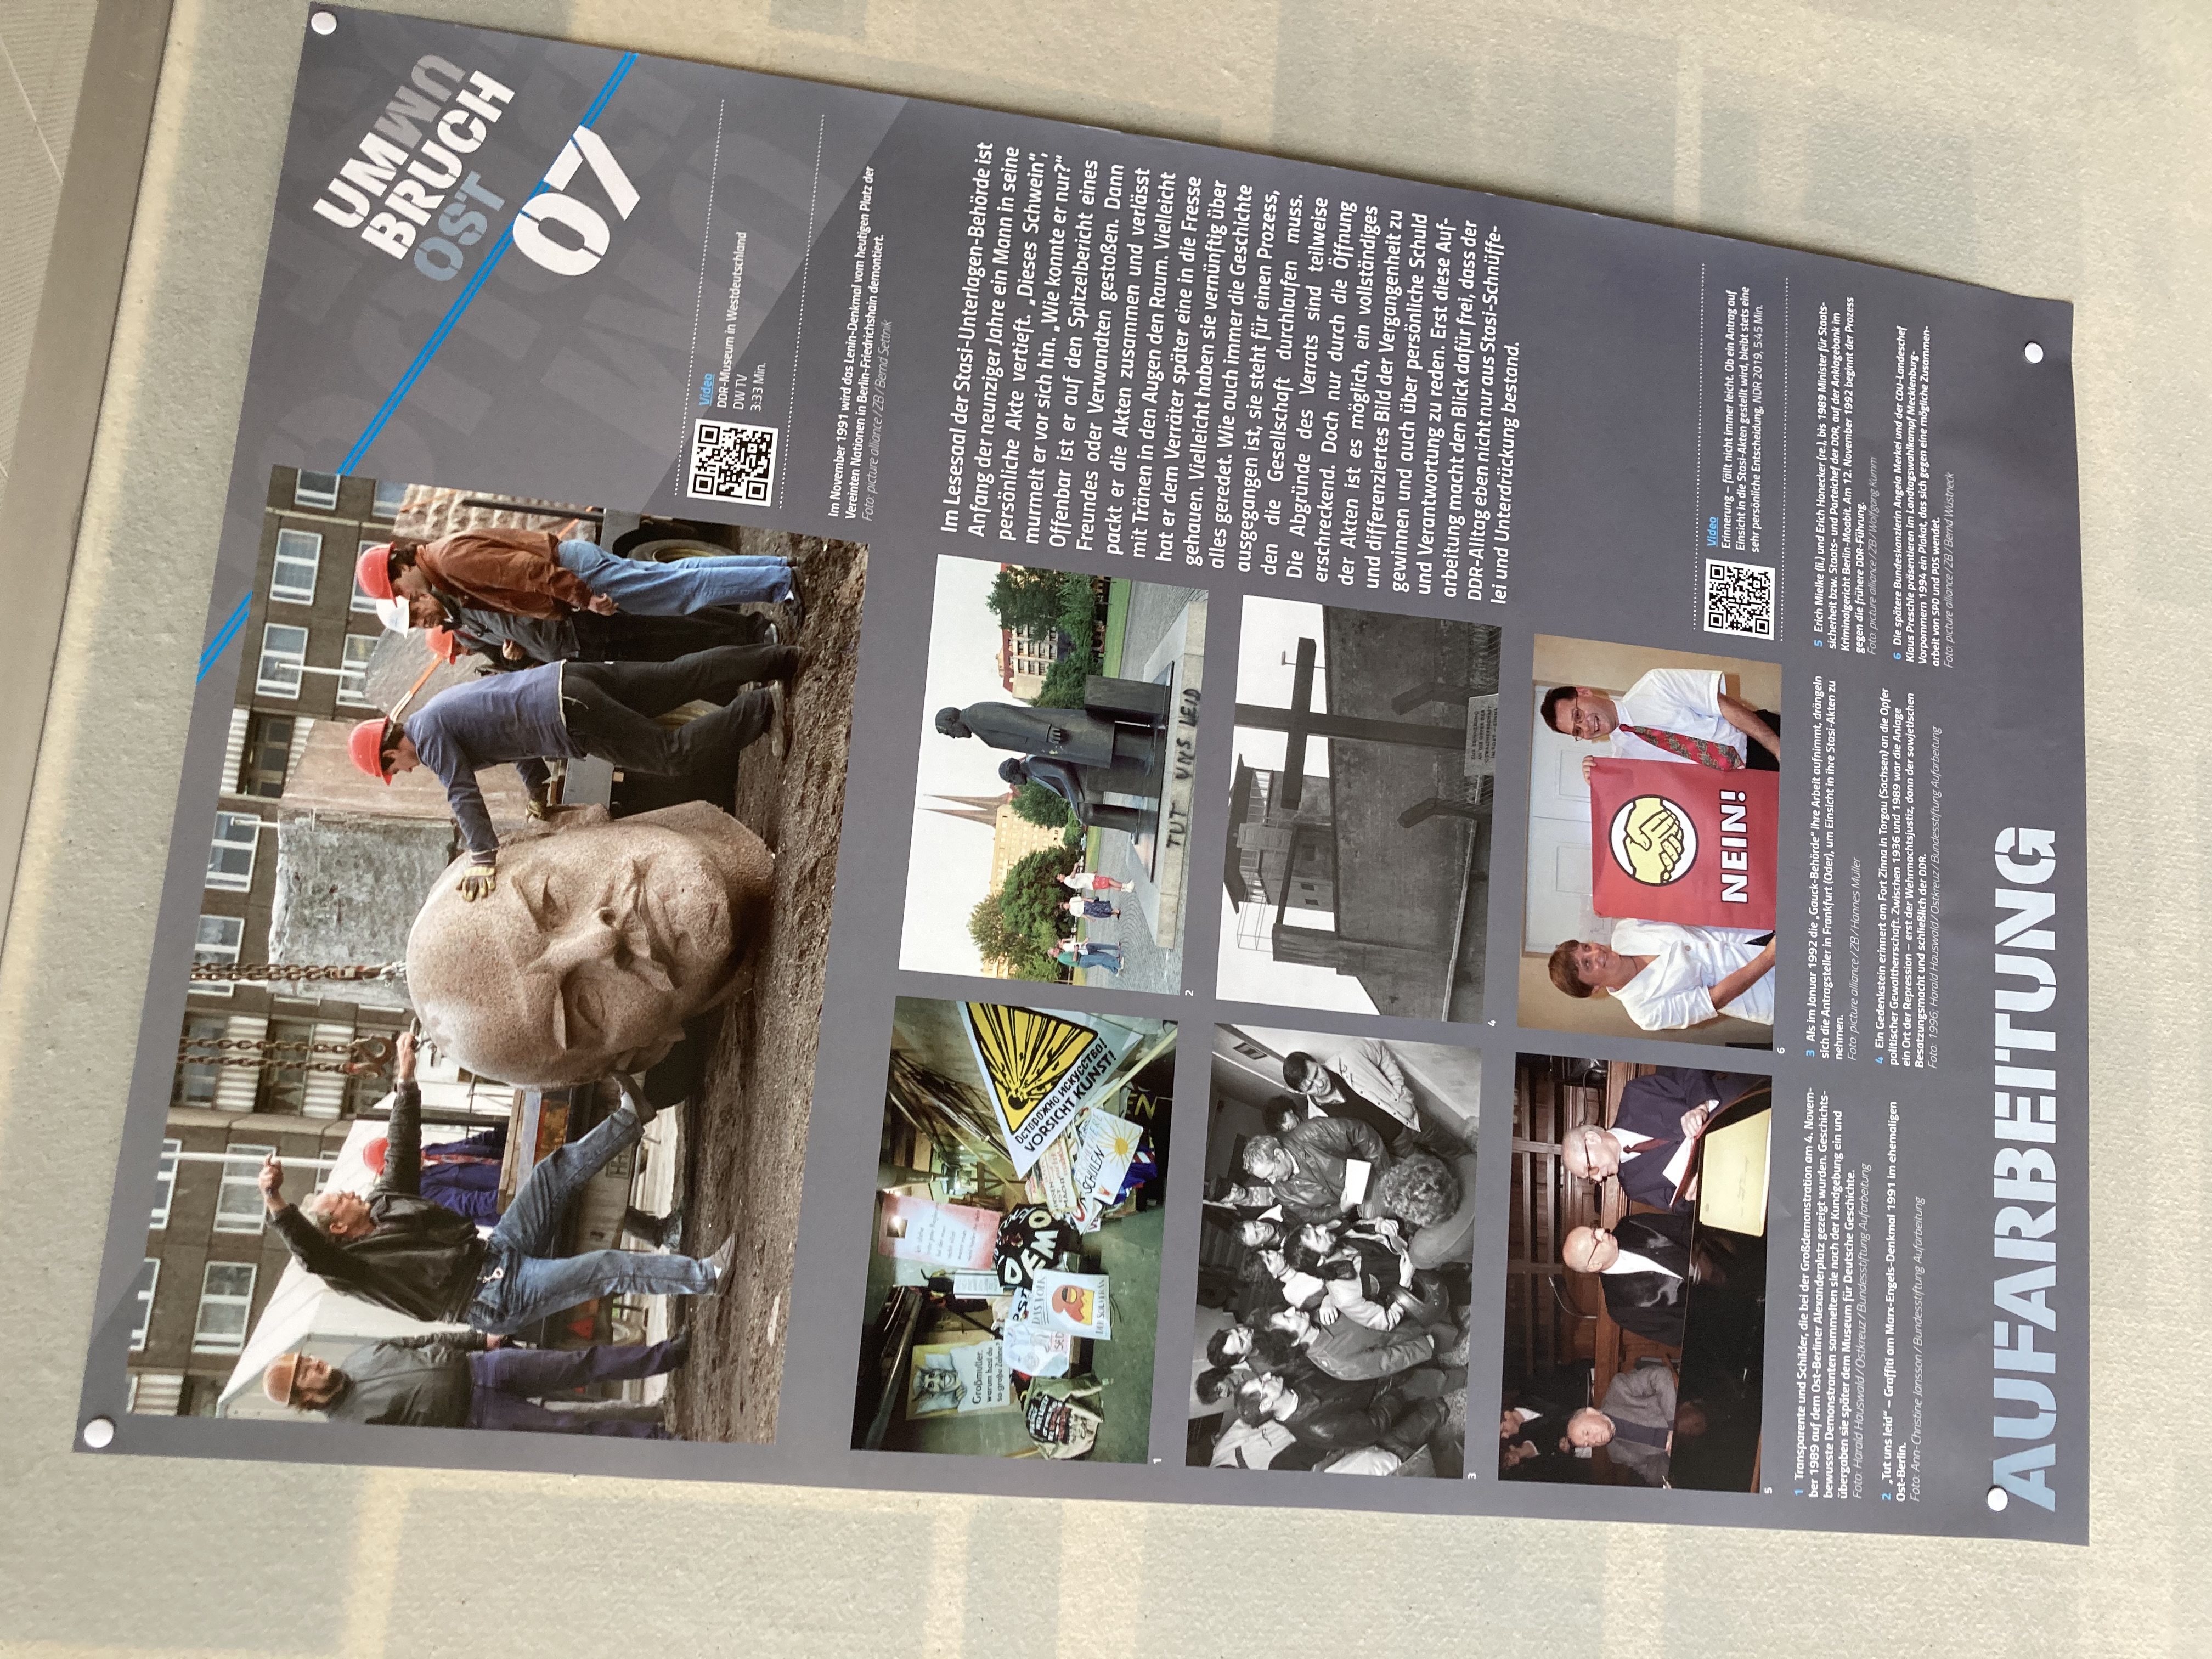 UMWN
BRUCH
OST
07
Video
DDR-Museum in Westdeutschland
DW TV
3:33 Min.
Im November 1991 wird das Lenin-Denkmal vom heutigen Platz der
Vereinten Nationen in Berlin-Friedrichshain demontiert.
Foto: picture alliance / ZB / Bernd Settnik
Im Lesesaal der Stasi-Unterlagen-Behörde ist
Anfang der neunziger Jahre ein Mann in seine
persönliche Akte vertieft. „Dieses Schwein“,
murmelt er vor sich hin. „Wie konnte er nur?“
Offenbar ist er auf den Spitzelbericht eines
Freundes oder Verwandten gestoßen. Dann
packt er die Akten zusammen und verlässt
mit Tränen in den Augen den Raum. Vielleicht
hat er dem Verräter später eine in die Fresse
gehauen. Vielleicht haben sie vernünftig über
alles geredet. Wie auch immer die Geschichte
ausgegangen ist, sie steht für einen Prozess,
den die Gesellschaft durchlaufen muss.
Die Abgründe des Verrats sind teilweise
erschreckend. Doch nur durch die Öffnung
der Akten ist es möglich, ein vollständiges
und differenziertes Bild der Vergangenheit zu
gewinnen und auch über persönliche Schuld
und Verantwortung zu reden. Erst diese Auf-
arbeitung macht den Blick dafür frei, dass der
DDR-Alltag eben nicht nur aus Stasi-Schnüffe-
lei und Unterdrückung bestand.
Großmutter,
warum hast du
so große Zähne?
SED
DAS VOLK
DER SOUVERÄN
SCHULEN
ОСТОРОЖНО ИСКУССТВО!
VORSICHT KUNST!
1
TUT UNS LEID
2
3
ZUR ERINNERUNG
AN DIE OPFER DER
GEWALTHERRSCHAFT
4
5
NEIN!
6
Video
Erinnerung – fällt nicht immer leicht. Ob ein Antrag auf
Einsicht in die Stasi-Akten gestellt wird, bleibt stets eine
sehr persönliche Entscheidung, NDR 2019, 5:45 Min.
1 Transparente und Schilder, die bei der Großdemonstration am 4. Novem-
ber 1989 auf dem Ost-Berliner Alexanderplatz gezeigt wurden. Geschichts-
bewusste Demonstranten sammelten sie nach der Kundgebung ein und
übergaben sie später dem Museum für Deutsche Geschichte.
Foto: Harald Hauswald / Ostkreuz / Bundesstiftung Aufarbeitung
2 „Tut uns leid“ – Graffiti am Marx-Engels-Denkmal 1991 im ehemaligen
Ost-Berlin.
Foto: Ann-Christine Jansson / Bundesstiftung Aufarbeitung
3 Als im Januar 1992 die „Gauck-Behörde“ ihre Arbeit aufnimmt, drängeln
sich die Antragsteller in Frankfurt (Oder), um Einsicht in ihre Stasi-Akten zu
nehmen.
Foto: picture alliance / ZB / Hannes Müller
4 Ein Gedenkstein erinnert am Fort Zinna in Torgau (Sachsen) an die Opfer
politischer Gewaltherrschaft. Zwischen 1936 und 1989 war die Anlage
ein Ort der Repression – erst der Wehrmachtsjustiz, dann der sowjetischen
Besatzungsmacht und schließlich der DDR.
Foto: 1996, Harald Hauswald / Ostkreuz / Bundesstiftung Aufarbeitung
5 Erich Mielke (li.) und Erich Honecker (re.), bis 1989 Minister für Staats-
sicherheit bzw. Staats- und Parteichef der DDR, auf der Anklagebank im
Kriminalgericht Berlin-Moabit. Am 12. November 1992 beginnt der Prozess
gegen die frühere DDR-Führung.
Foto: picture alliance / ZB / Wolfgang Kumm
6 Die spätere Bundeskanzlerin Angela Merkel und der CDU-Landeschef
Klaus Preschle präsentieren im Landtagswahlkampf Mecklenburg-
Vorpommern 1994 ein Plakat, das sich gegen eine mögliche Zusammen-
arbeit von SPD und PDS wendet.
Foto: picture alliance / ZB / Bernd Wüstneck
AUFARBEITUNG